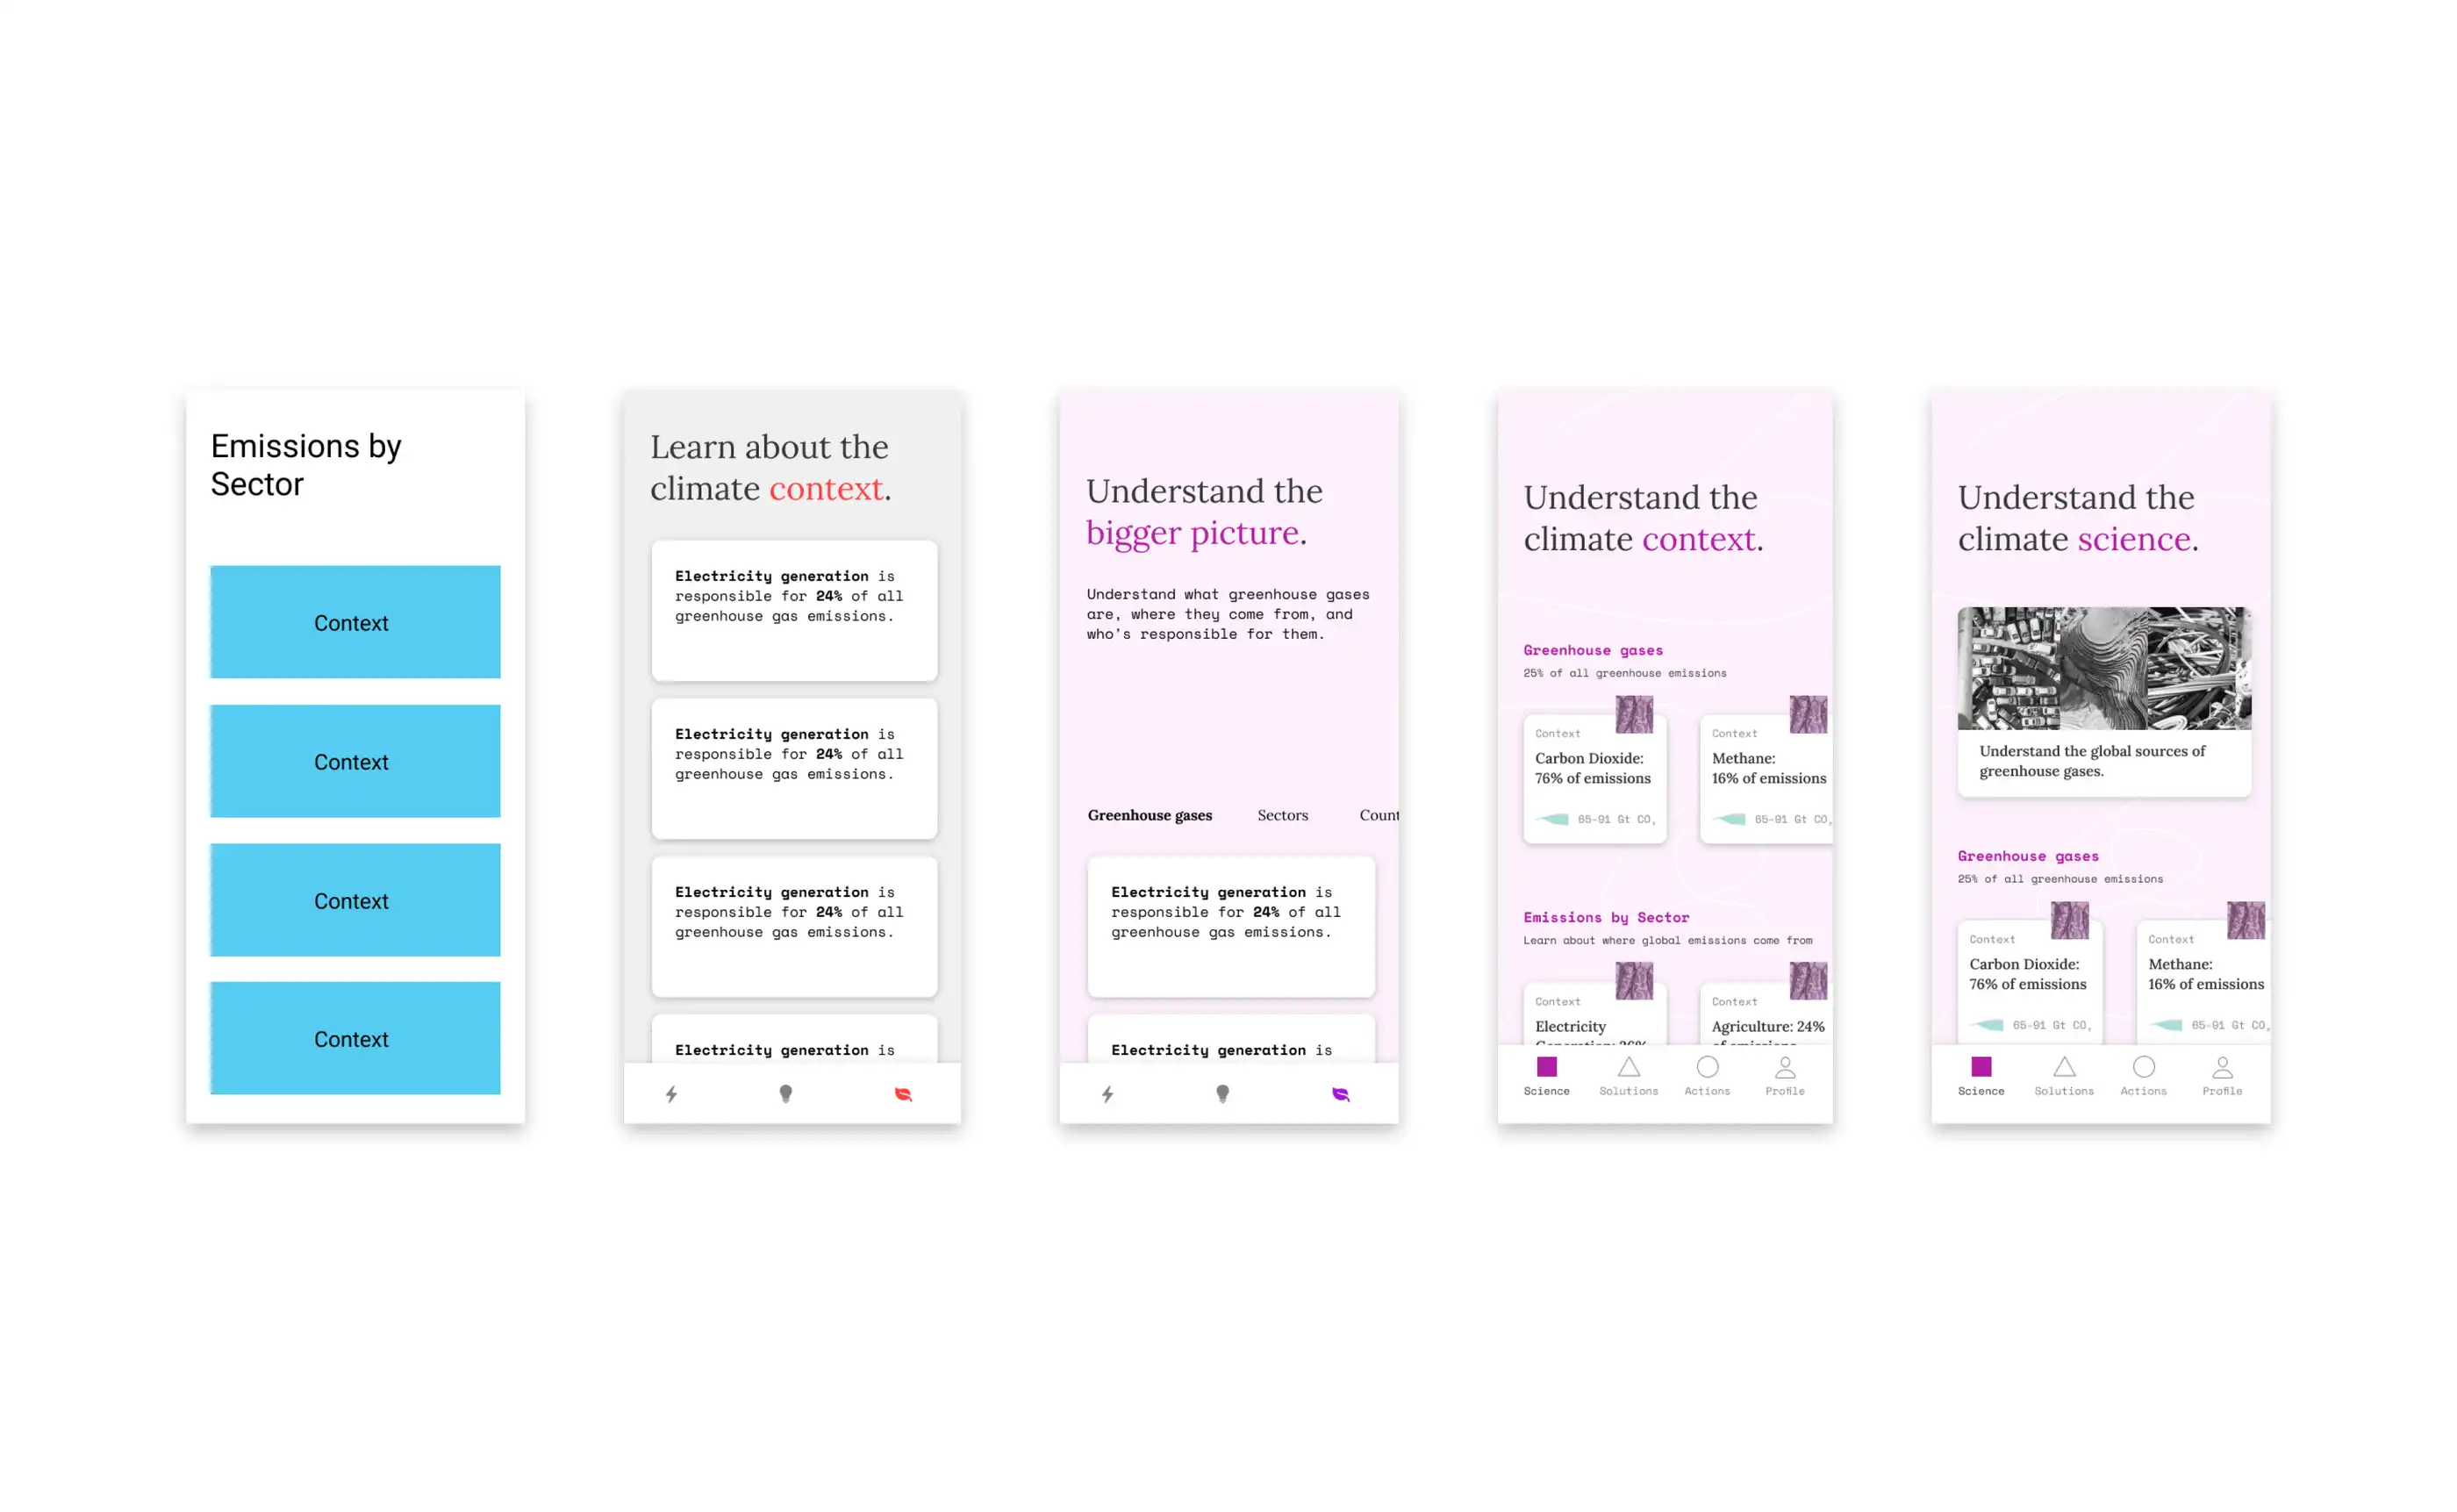 Emissions by
Sector
Context
Context
Context
Context
Learn about the
climate context.
Electricity generation is
responsible for 24% of all
greenhouse gas emissions.
Electricity generation is
responsible for 24% of all
greenhouse gas emissions.
Electricity generation is
responsible for 24% of all
greenhouse gas emissions.
Electricity generation is
Understand the
bigger picture.
Understand what greenhouse gases
are, where they come from, and
who's responsible for them.
Greenhouse gases Sectors Count
Electricity generation is
responsible for 24% of all
greenhouse gas emissions.
Electricity generation is
Understand the
climate context.
Greenhouse gases
25% of all greenhouse emissions
Context
Carbon Dioxide:
76% of emissions
65-91 Gt CO₂
Context
Methane:
16% of emissions
65-91 Gt CO₂
Emissions by Sector
Learn about where global emissions come from
Context
Electricity
Context
Agriculture: 24%
of emissions
Science Solutions Actions Profile
Understand the
climate science.
Understand the global sources of
greenhouse gases.
Greenhouse gases
25% of all greenhouse emissions
Context
Carbon Dioxide:
76% of emissions
65-91 Gt CO₂
Context
Methane:
16% of emissions
65-91 Gt CO₂
Science Solutions Actions Profile